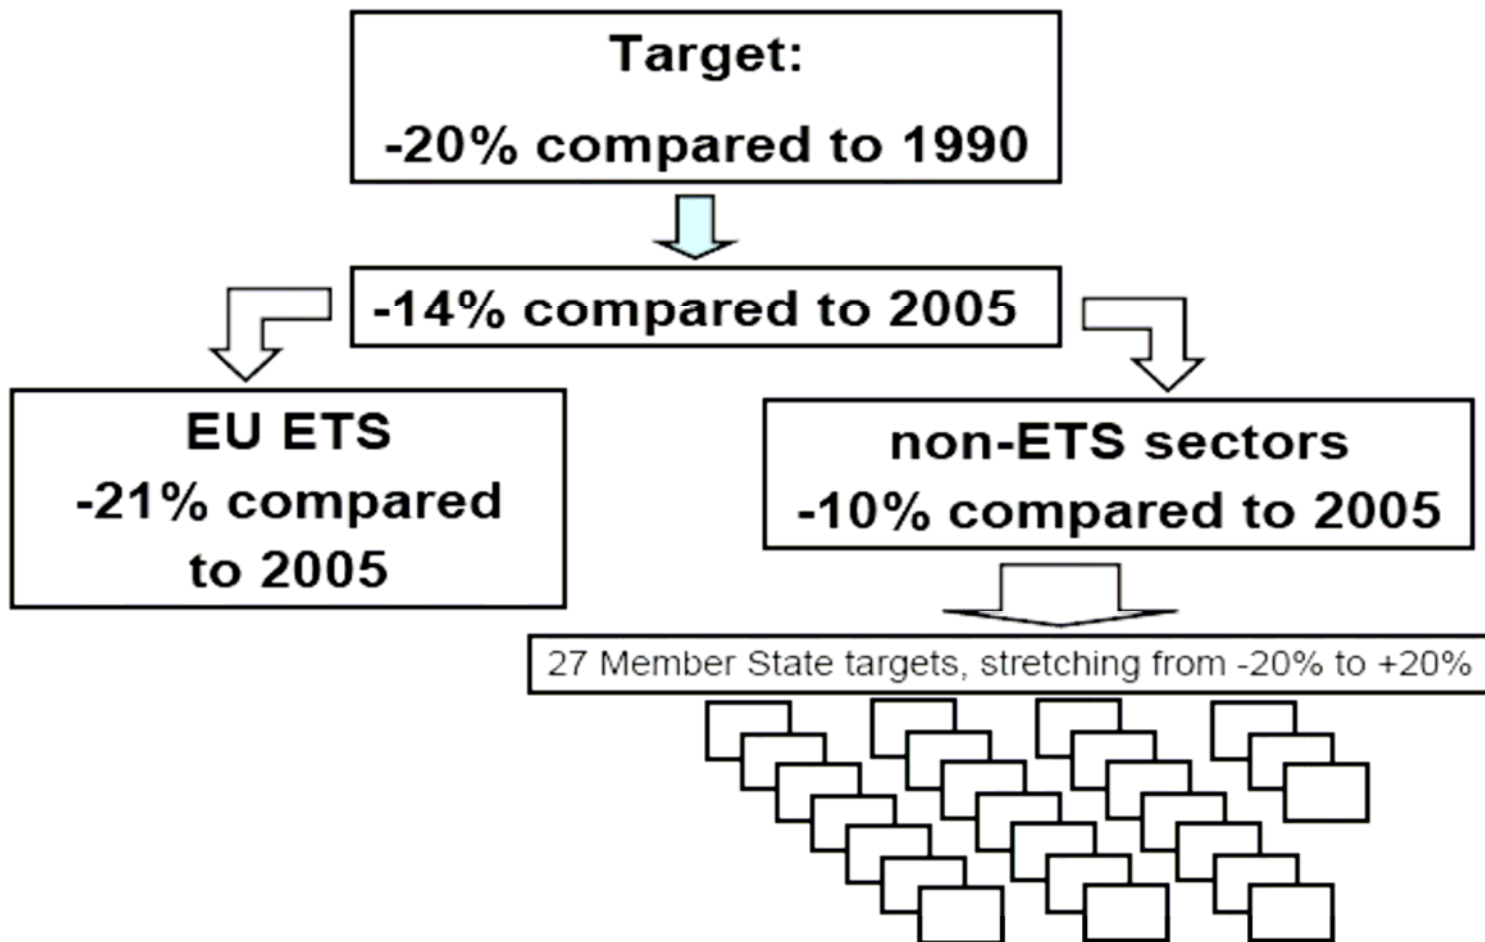 Target:
-20% compared to 1990
-14% compared to 2005
EU ETS
-21% compared
to 2005
non-ETS sectors
-10% compared to 2005
27 Member State targets, stretching from -20% to +20%